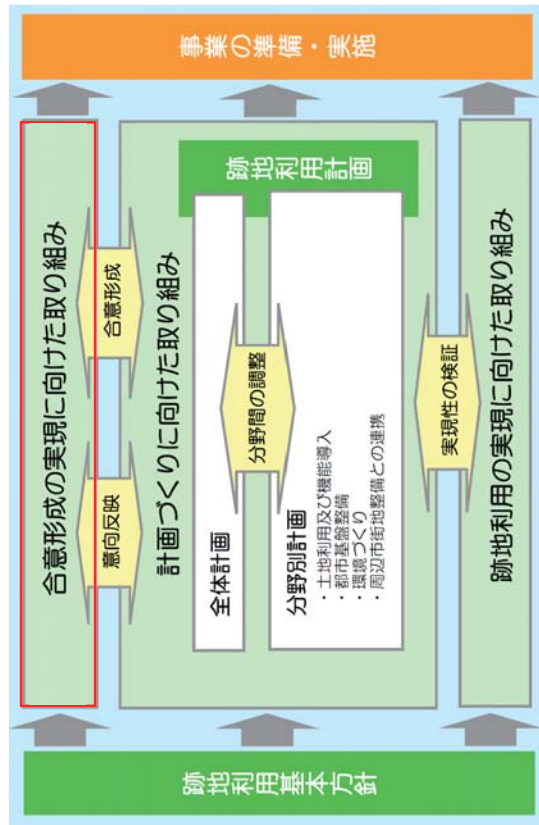 跡地利用基本方針
合意形成の実現に向けた取り組み
意向反映
合意形成
計画づくりに向けた取り組み
全体計画
分野間の調整
分野別計画
・土地利用及び機能導入
・都市基盤整備
・環境づくり
・周辺市街地整備との連携
跡地利用計画
実現性の検証
跡地利用の実現に向けた取り組み
事業の準備・実施